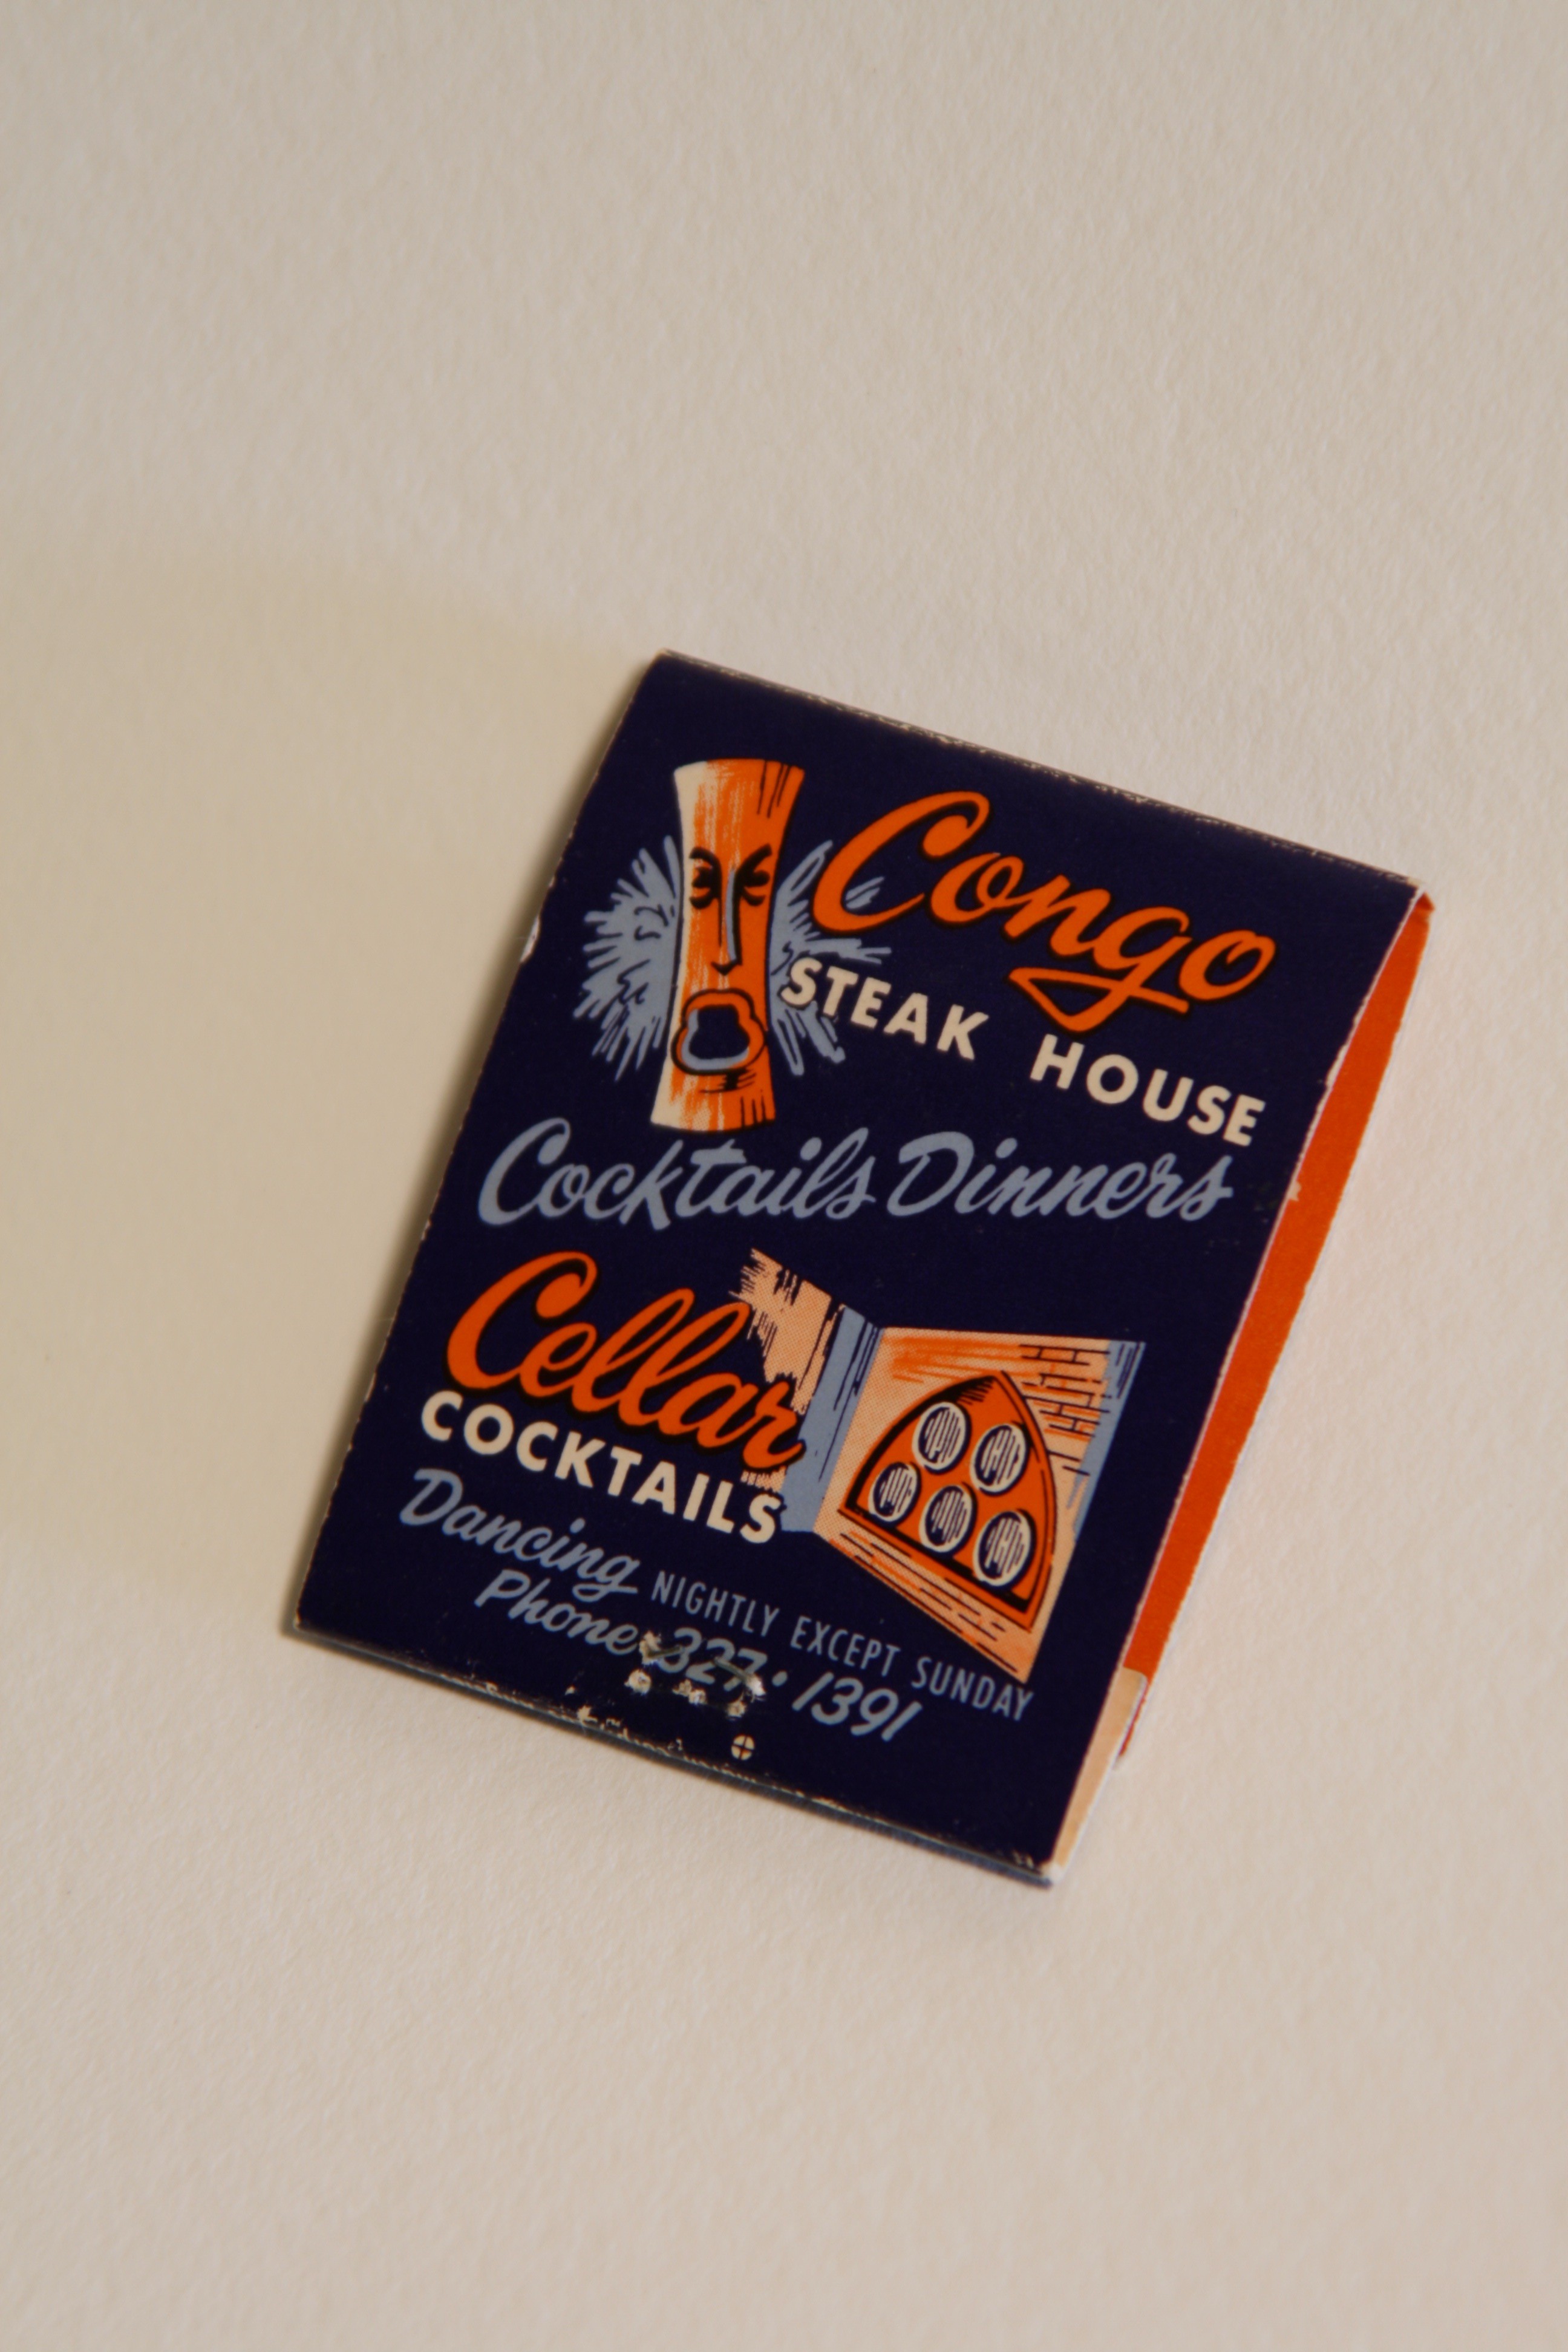 Congo
STEAK HOUSE
Cocktails Dinners
Cellar
COCKTAILS
Dancing NIGHTLY EXCEPT SUNDAY
Phone 327 • 1391